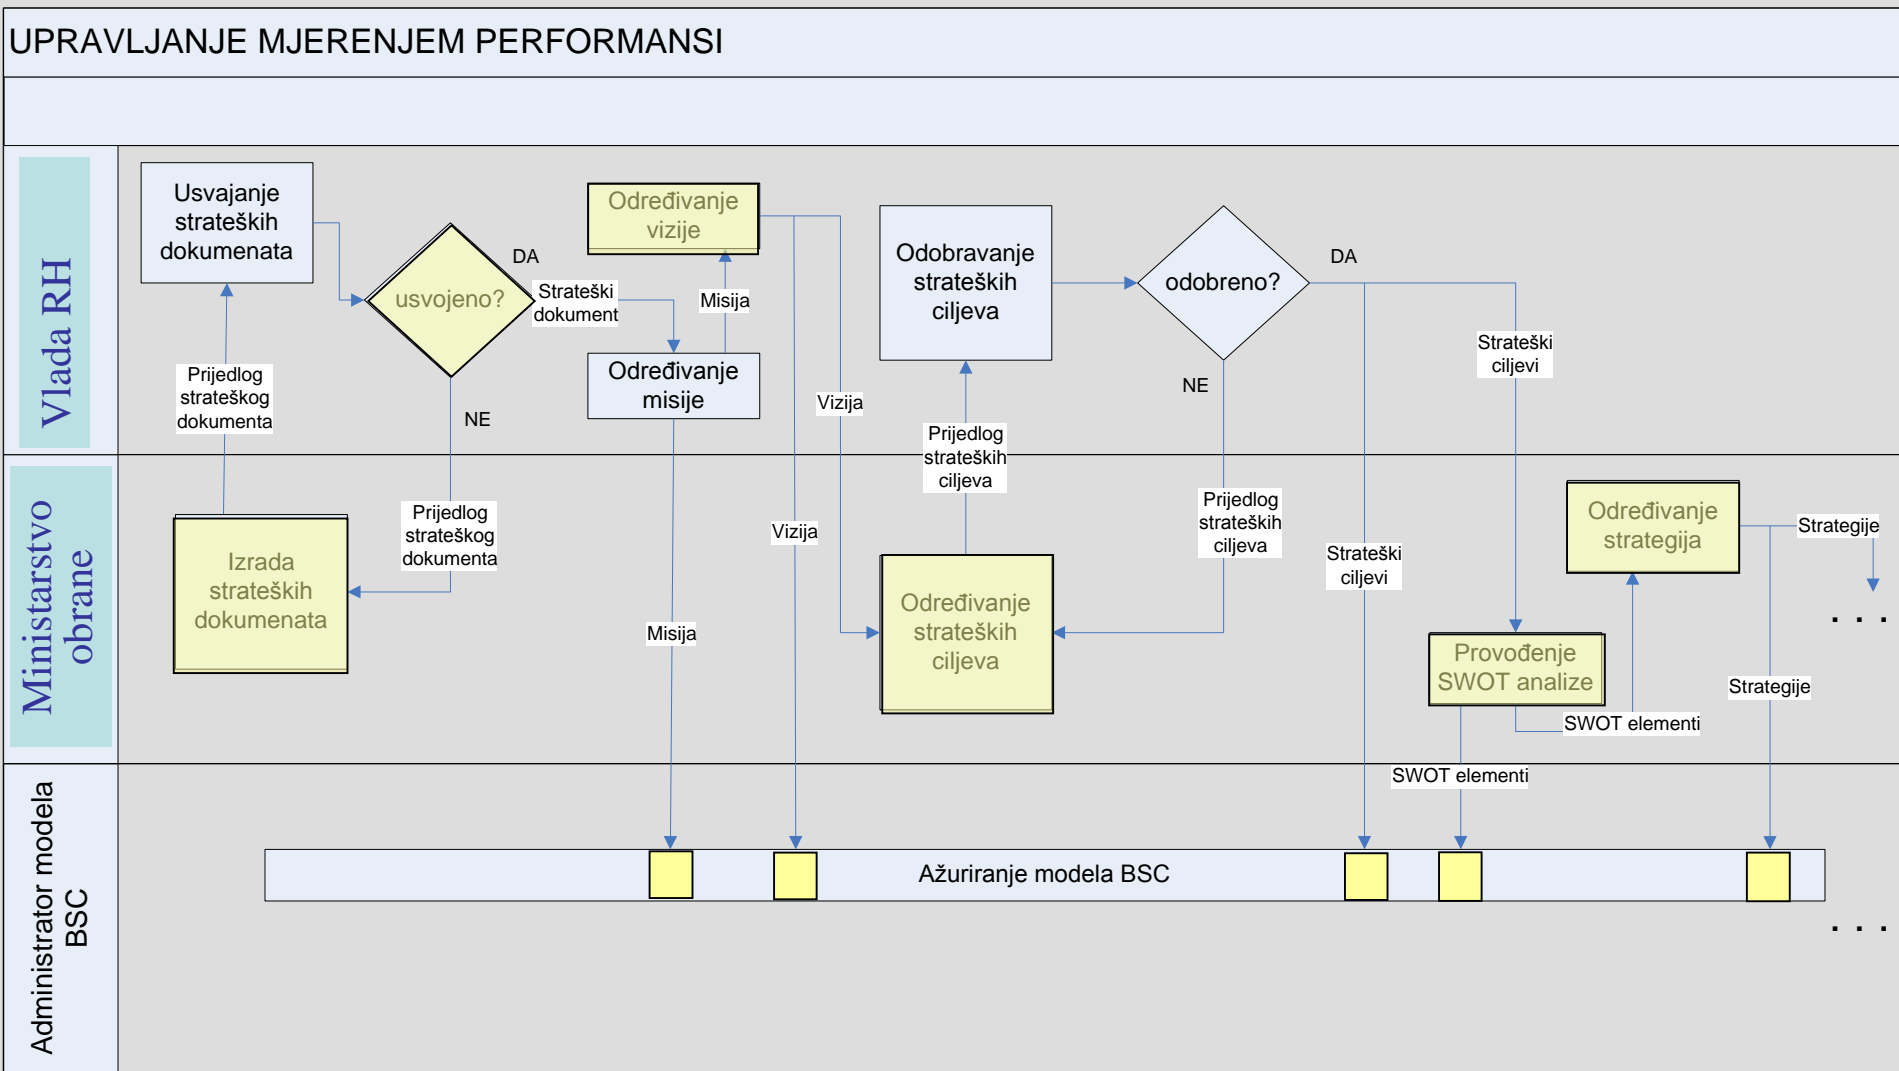 UPRAVLJANJE MJERENJEM PERFORMANSI
Vlada RH
Usvajanje
strateških
dokumenata
usvojeno?
DA
NE
Strateški
dokument
Određivanje
vizije
Misija
Određivanje
misije
Prijedlog
strateškog
dokumenta
Vizija
Odobravanje
strateških
ciljeva
odobreno?
DA
NE
Strateški
ciljevi
Prijedlog
strateških
ciljeva
Ministarstvo
obrane
Izrada
strateških
dokumenata
Prijedlog
strateškog
dokumenta
Misija
Vizija
Određivanje
strateških
ciljeva
Prijedlog
strateških
ciljeva
Strateški
ciljevi
Provođenje
SWOT analize
SWOT elementi
Određivanje
strategija
Strategije
. . .
Strategije
SWOT elementi
Administrator modela
BSC
Ažuriranje modela BSC
. . .